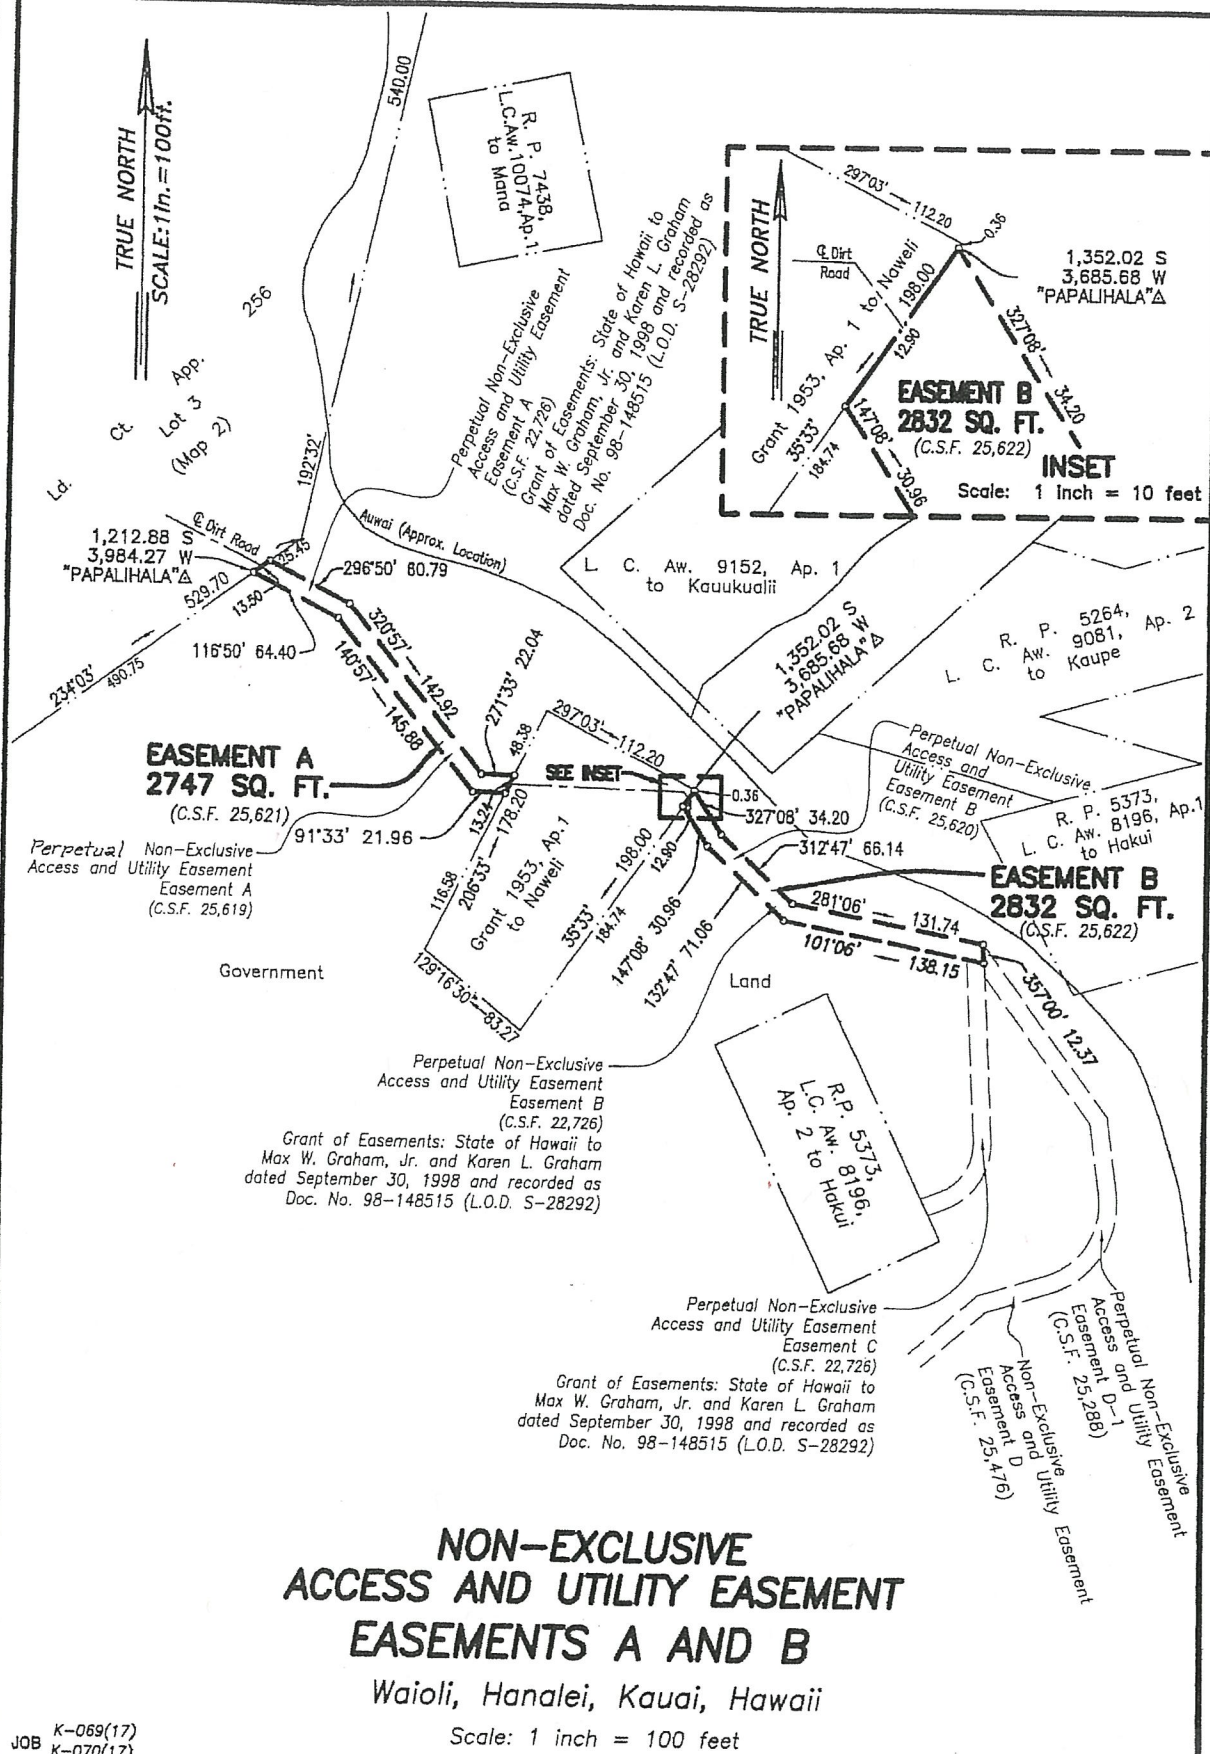 TRUE NORTH
SCALE:1in.=100ft.
540.00
R. P. 7438,
L.C.Aw.10074,Ap.1
to Mana
256
Ld. Ct. App.
Lot 3
(Map 2)
192°32'
Perpetual Non-Exclusive
Access and Utility Easement
Easement A
(C.S.F. 22,726)
Grant of Easements: State of Hawaii to
Max W. Graham, Jr. and Karen L. Graham
dated September 30, 1998 and recorded as
Doc. No. 98-148515 (L.O.D. S-28292)
TRUE NORTH
297°03' 112.20
0.36
℄ Dirt
Road
Grant 1953, Ap. 1 to Naweli
198.00
12.90
35°33'
184.74
1,352.02 S
3,685.68 W
"PAPALIHALA"△
327°08' 34.20
EASEMENT B
2832 SQ. FT.
(C.S.F. 25,622)
147°08' 30.96
INSET
Scale: 1 inch = 10 feet
℄ Dirt Road
1,212.88 S
3,984.27 W
"PAPALIHALA"△
25.45
529.70
13.50
234°03'
490.75
Auwai (Approx. Location)
296°50' 60.79
116°50' 64.40
320°57' 142.92
140°57' 145.88
271°33' 22.04
L. C. Aw. 9152, Ap. 1
to Kauukualii
R. P. 5264,
L. C. Aw. 9081, Ap. 2
to Kaupe
1,352.02 S
3,685.68 W
"PAPALIHALA"△
EASEMENT A
2747 SQ. FT.
(C.S.F. 25,621)
91°33' 21.96
Perpetual Non-Exclusive
Access and Utility Easement
Easement A
(C.S.F. 25,619)
48.38
297°03' 112.20
SEE INSET
0.36
13.24
178.20
116.58
206°33'
Grant 1953, Ap.1
to Naweli
198.00
12.90
35°33'
184.74
129°16'30" 83.27
327°08' 34.20
312°47' 66.14
147°08' 30.96
132°47' 71.06
281°06' 131.74
101°06' 138.15
357°00' 12.37
Perpetual Non-Exclusive
Access and
Utility Easement
Easement B
(C.S.F. 25,620)
R. P. 5373,
L. C. Aw. 8196, Ap.1
to Hakui
EASEMENT B
2832 SQ. FT.
(C.S.F. 25,622)
Government
Land
Perpetual Non-Exclusive
Access and Utility Easement
Easement B
(C.S.F. 22,726)
Grant of Easements: State of Hawaii to
Max W. Graham, Jr. and Karen L. Graham
dated September 30, 1998 and recorded as
Doc. No. 98-148515 (L.O.D. S-28292)
R.P. 5373,
L.C. Aw. 8196,
Ap. 2 to Hakui
Perpetual Non-Exclusive
Access and Utility Easement
Easement C
(C.S.F. 22,726)
Grant of Easements: State of Hawaii to
Max W. Graham, Jr. and Karen L. Graham
dated September 30, 1998 and recorded as
Doc. No. 98-148515 (L.O.D. S-28292)
Perpetual Non-Exclusive
Access and Utility Easement
Easement D-1
(C.S.F. 25,288)
Non-Exclusive
Access and Utility Easement
Easement D
(C.S.F. 25,476)
NON-EXCLUSIVE
ACCESS AND UTILITY EASEMENT
EASEMENTS A AND B
Waioli, Hanalei, Kauai, Hawaii
Scale: 1 inch = 100 feet
JOB K-069(17)
K-070(17)